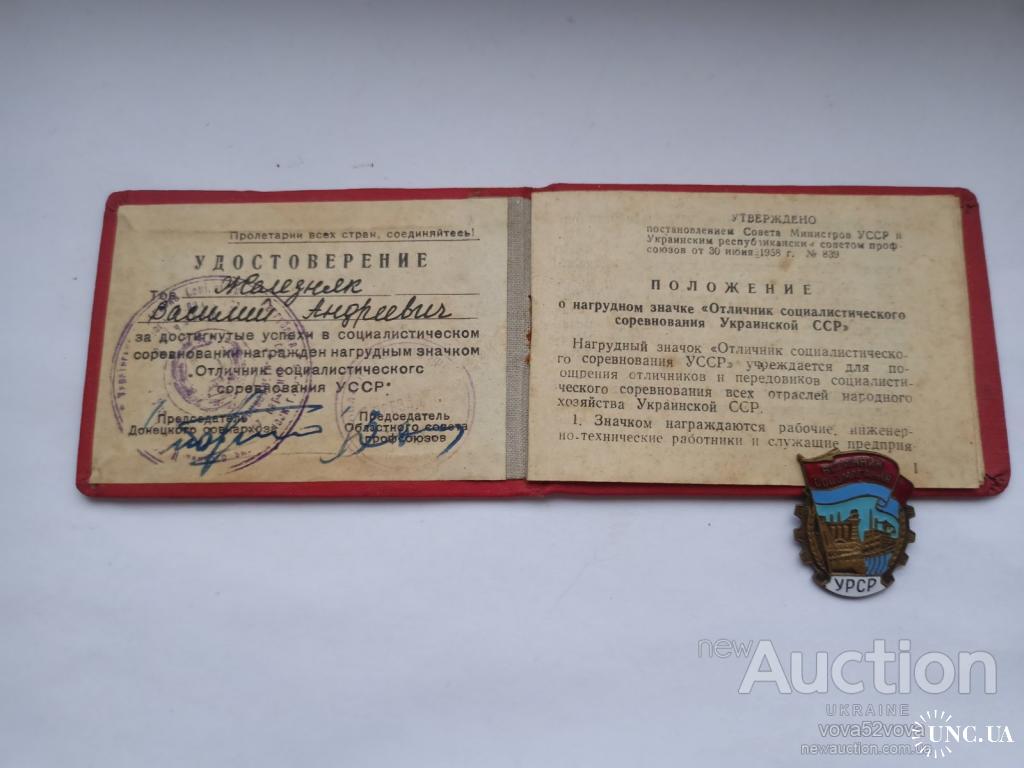 Пролетарии всех стран, соединяйтесь!
УДОСТОВЕРЕНИЕ
Тов. Железняк
Василий Андреевич
за достигнутые успехи в социалистическом
соревновании награжден нагрудным значком
„Отличник социалистического
соревнования УССР"
Председатель
Донецкого совнархоза
Председатель
Областного совета
профсоюзов
УТВЕРЖДЕНО
постановлением Совета Министров УССР и
Украинским республиканским советом проф-
союзов от 30 июня 1958 г. № 839
ПОЛОЖЕНИЕ
о нагрудном значке «Отличник социалистического
соревнования Украинской ССР»
Нагрудный значок «Отличник социалистическо-
го соревнования УССР» учреждается для по-
ощрения отличников и передовиков социалисти-
ческого соревнования всех отраслей народного
хозяйства Украинской ССР.
1. Значком награждаются рабочие, инженер-
но-технические работники и служащие предприя
1
УРСР
new Auction
UKRAINE
vova52vova
newauction.com.ua
UNC.UA